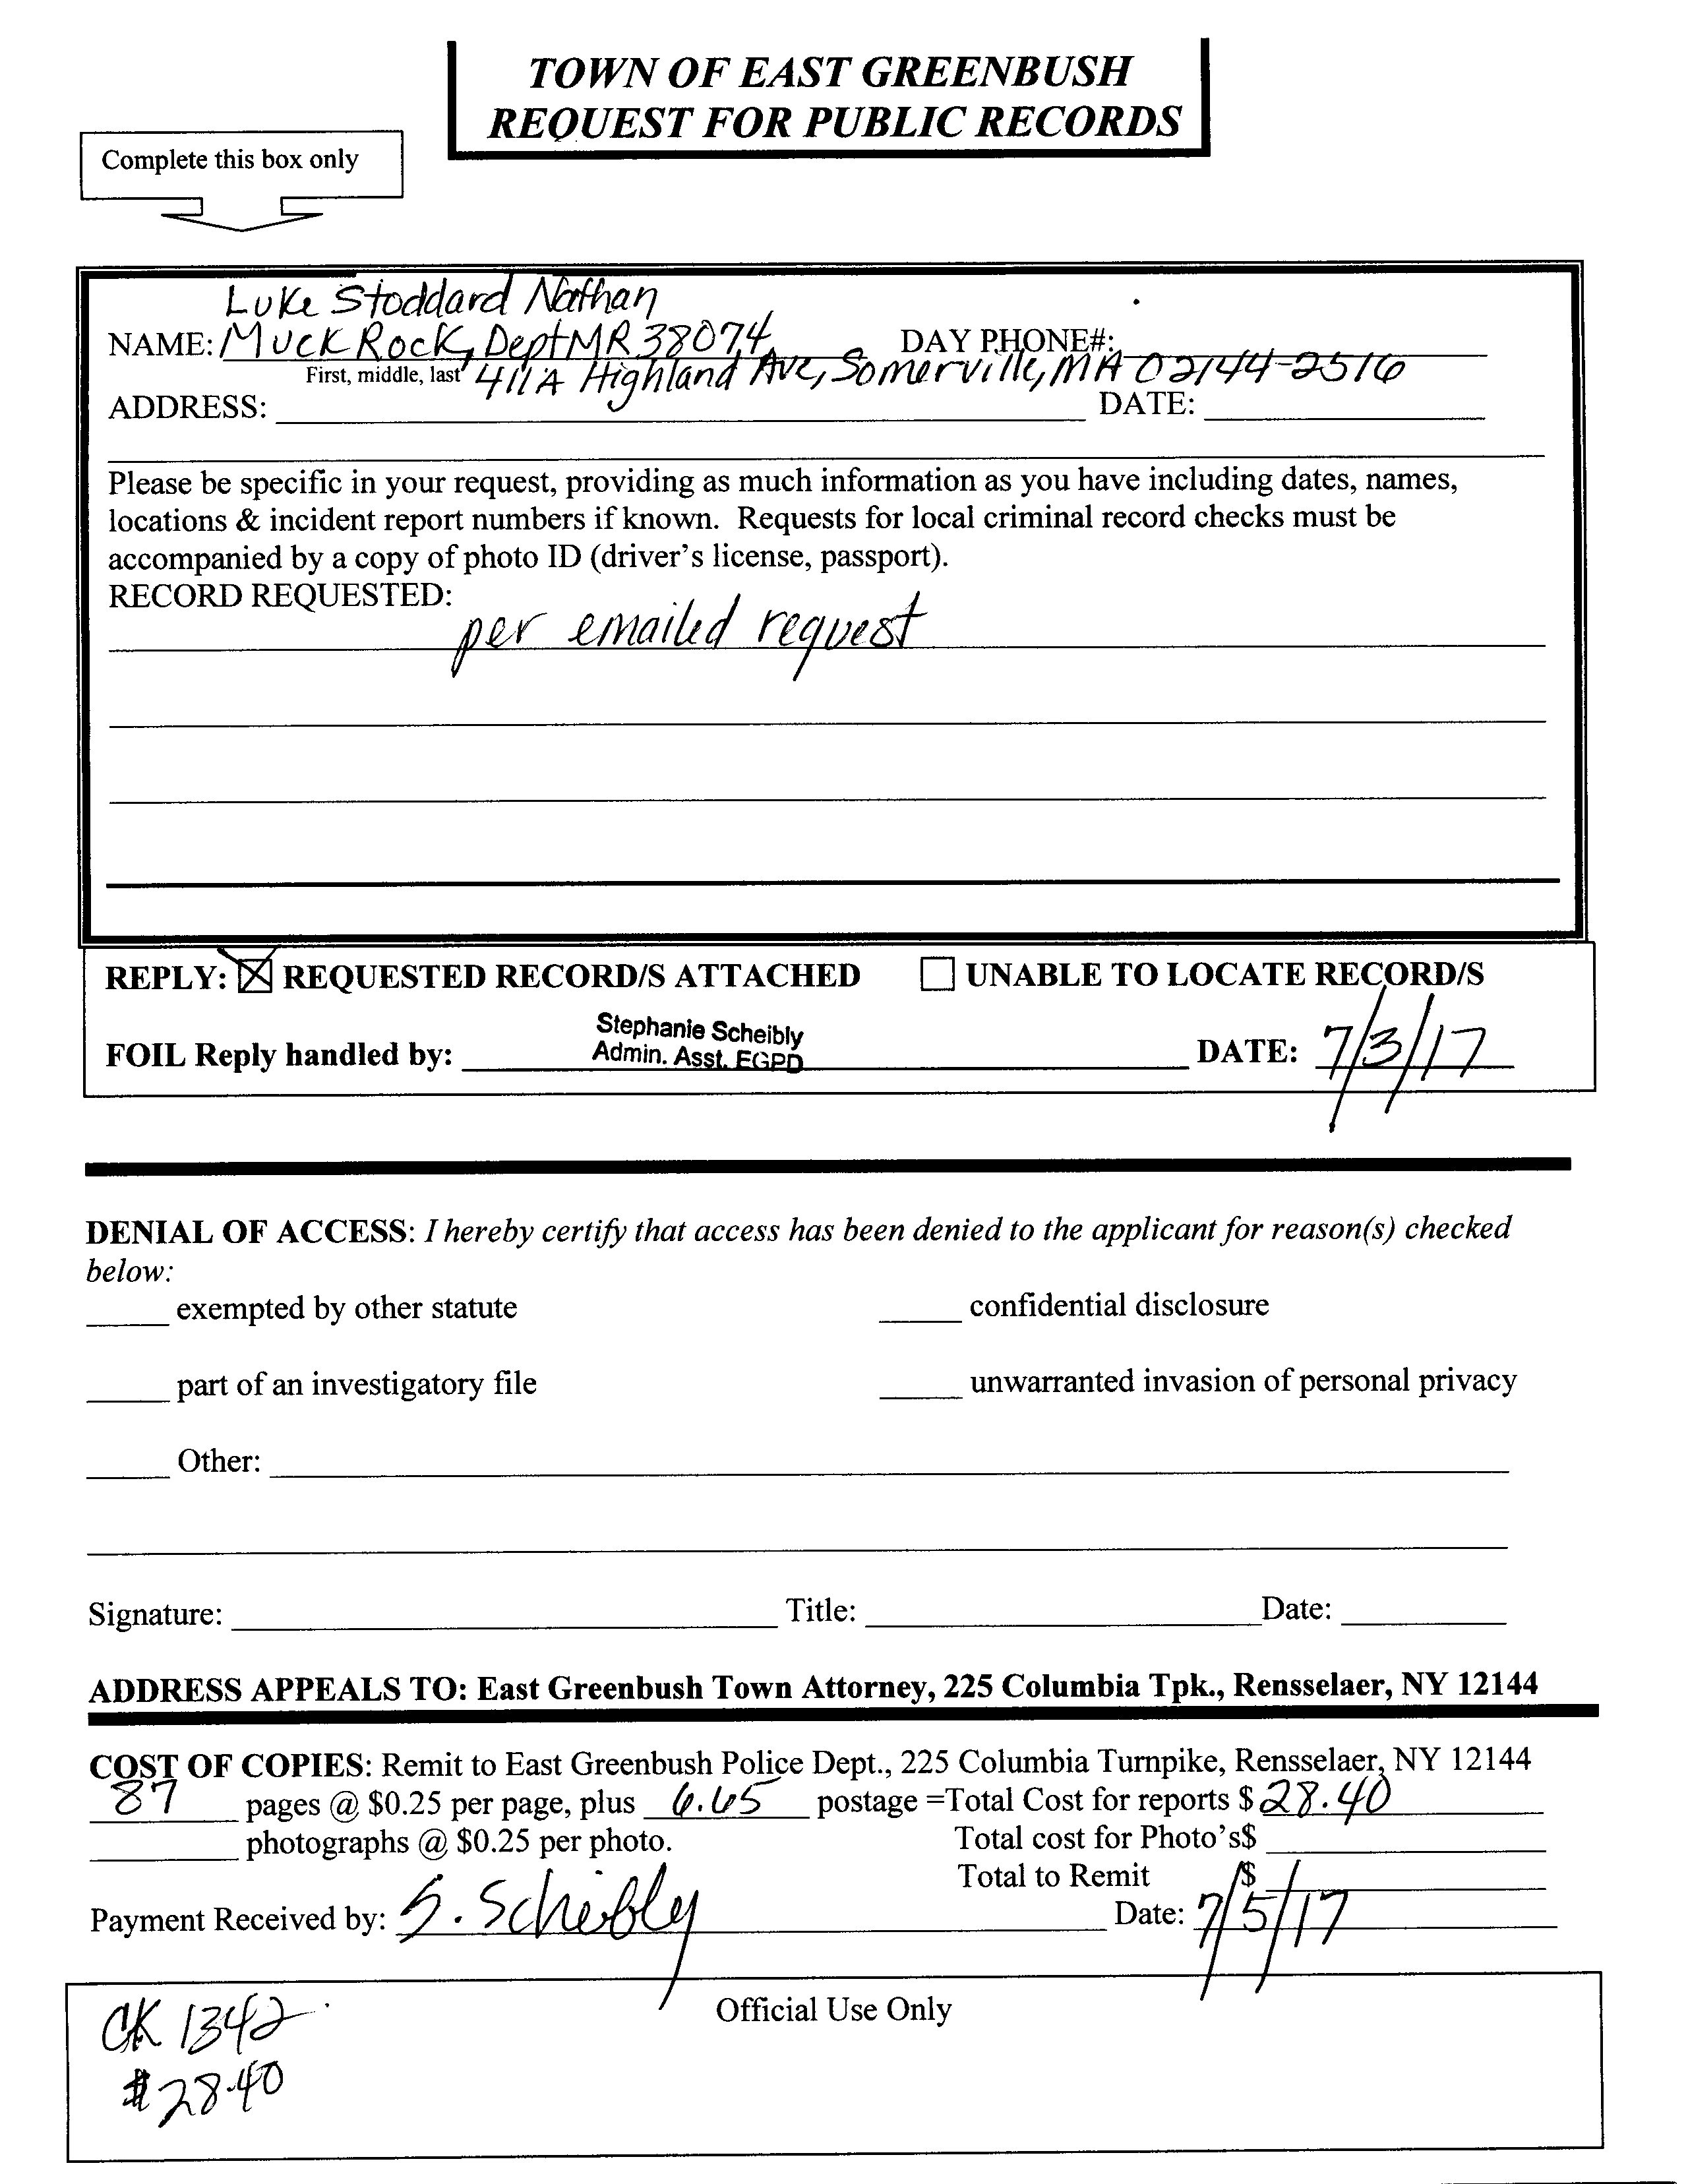 TOWN OF EAST GREENBUSH
REQUEST FOR PUBLIC RECORDS
Complete this box only
Luke Stoddard Nathan
NAME: MuckRock, Dept MR 38074 DAY PHONE#:
First, middle, last 411A Highland Ave, Somerville, MA 02144-2516
ADDRESS: DATE:
Please be specific in your request, providing as much information as you have including dates, names,
locations & incident report numbers if known. Requests for local criminal record checks must be
accompanied by a copy of photo ID (driver's license, passport).
RECORD REQUESTED:
per emailed request
REPLY: ☒ REQUESTED RECORD/S ATTACHED ☐ UNABLE TO LOCATE RECORD/S
Stephanie Scheibly
FOIL Reply handled by: Admin. Asst. EGPD DATE: 7/3/17
DENIAL OF ACCESS: I hereby certify that access has been denied to the applicant for reason(s) checked
below:
exempted by other statute confidential disclosure
part of an investigatory file unwarranted invasion of personal privacy
Other:
Signature: Title: Date:
ADDRESS APPEALS TO: East Greenbush Town Attorney, 225 Columbia Tpk., Rensselaer, NY 12144
COST OF COPIES: Remit to East Greenbush Police Dept., 225 Columbia Turnpike, Rensselaer, NY 12144
87 pages @ $0.25 per page, plus 6.65 postage =Total Cost for reports $ 28.40
photographs @ $0.25 per photo. Total cost for Photo's$
Total to Remit $
Payment Received by: S. Scheibly Date: 7/5/17
Official Use Only
CK 1342
$28.40